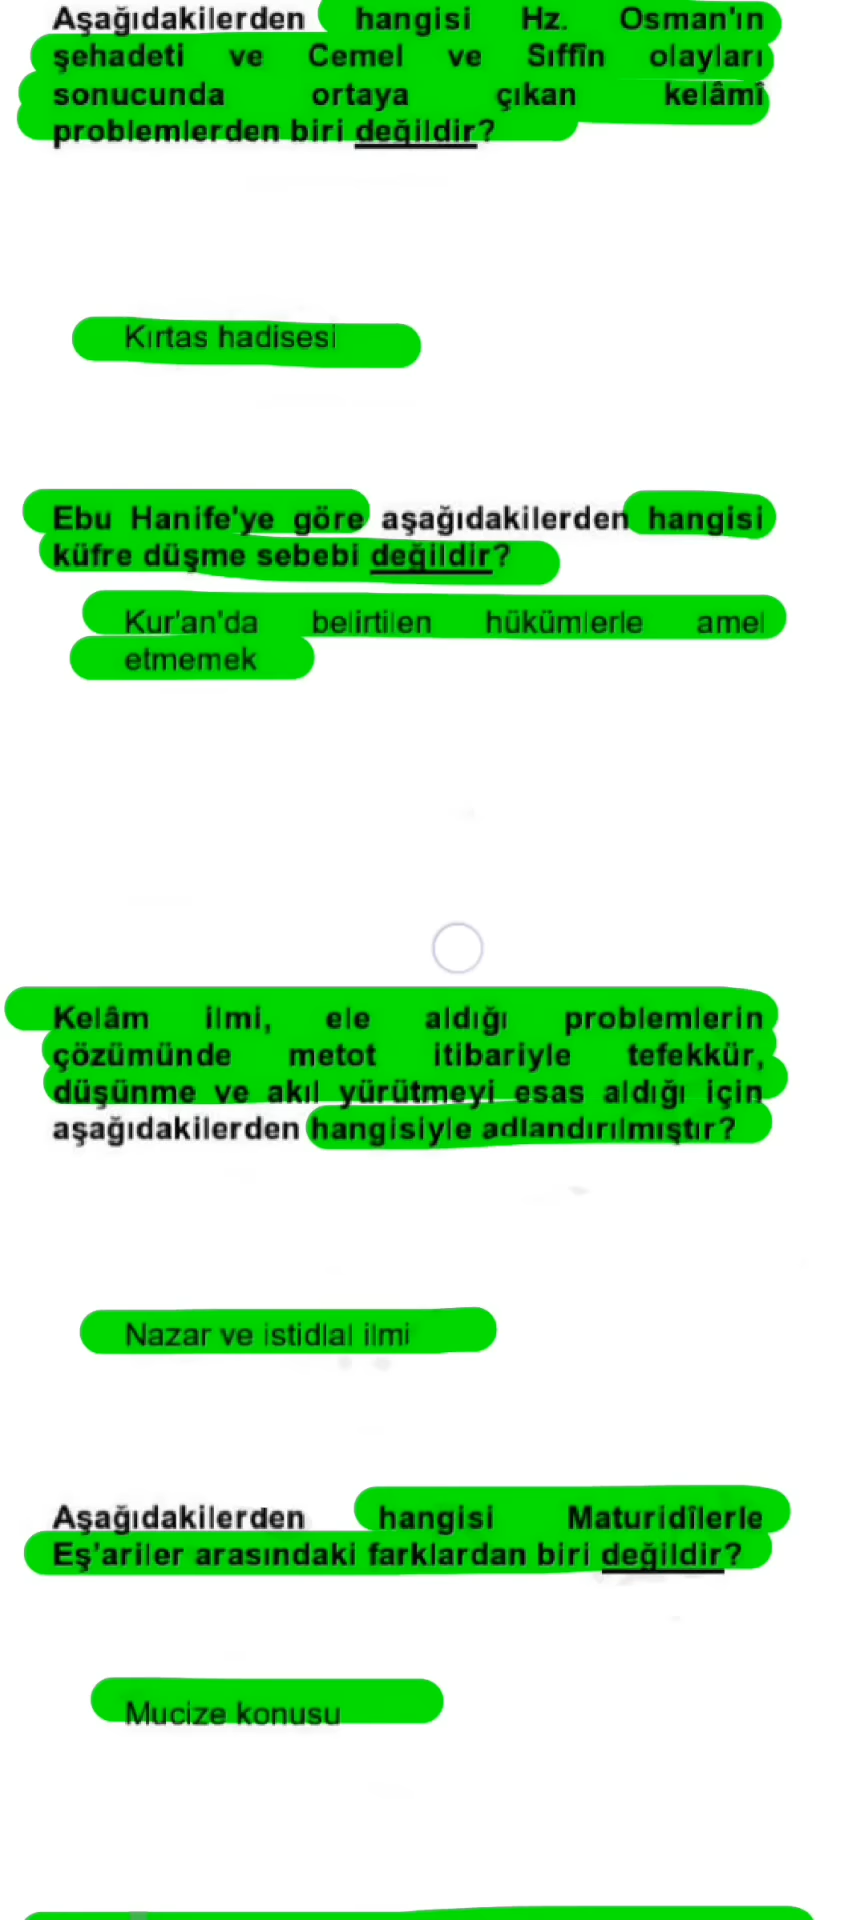 Aşağıdakilerden hangisi Hz. Osman'ın
şehadeti ve Cemel ve Sıffîn olayları
sonucunda ortaya çıkan kelâmî
problemlerden biri değildir?
Kırtas hadisesi
Ebu Hanife'ye göre aşağıdakilerden hangisi
küfre düşme sebebi değildir?
Kur'an'da belirtilen hükümlerle amel
etmemek
Kelâm ilmi, ele aldığı problemlerin
çözümünde metot itibariyle tefekkür,
düşünme ve akıl yürütmeyi esas aldığı için
aşağıdakilerden hangisiyle adlandırılmıştır?
Nazar ve istidlal ilmi
Aşağıdakilerden hangisi Maturidîlerle
Eş'ariler arasındaki farklardan biri değildir?
Mucize konusu